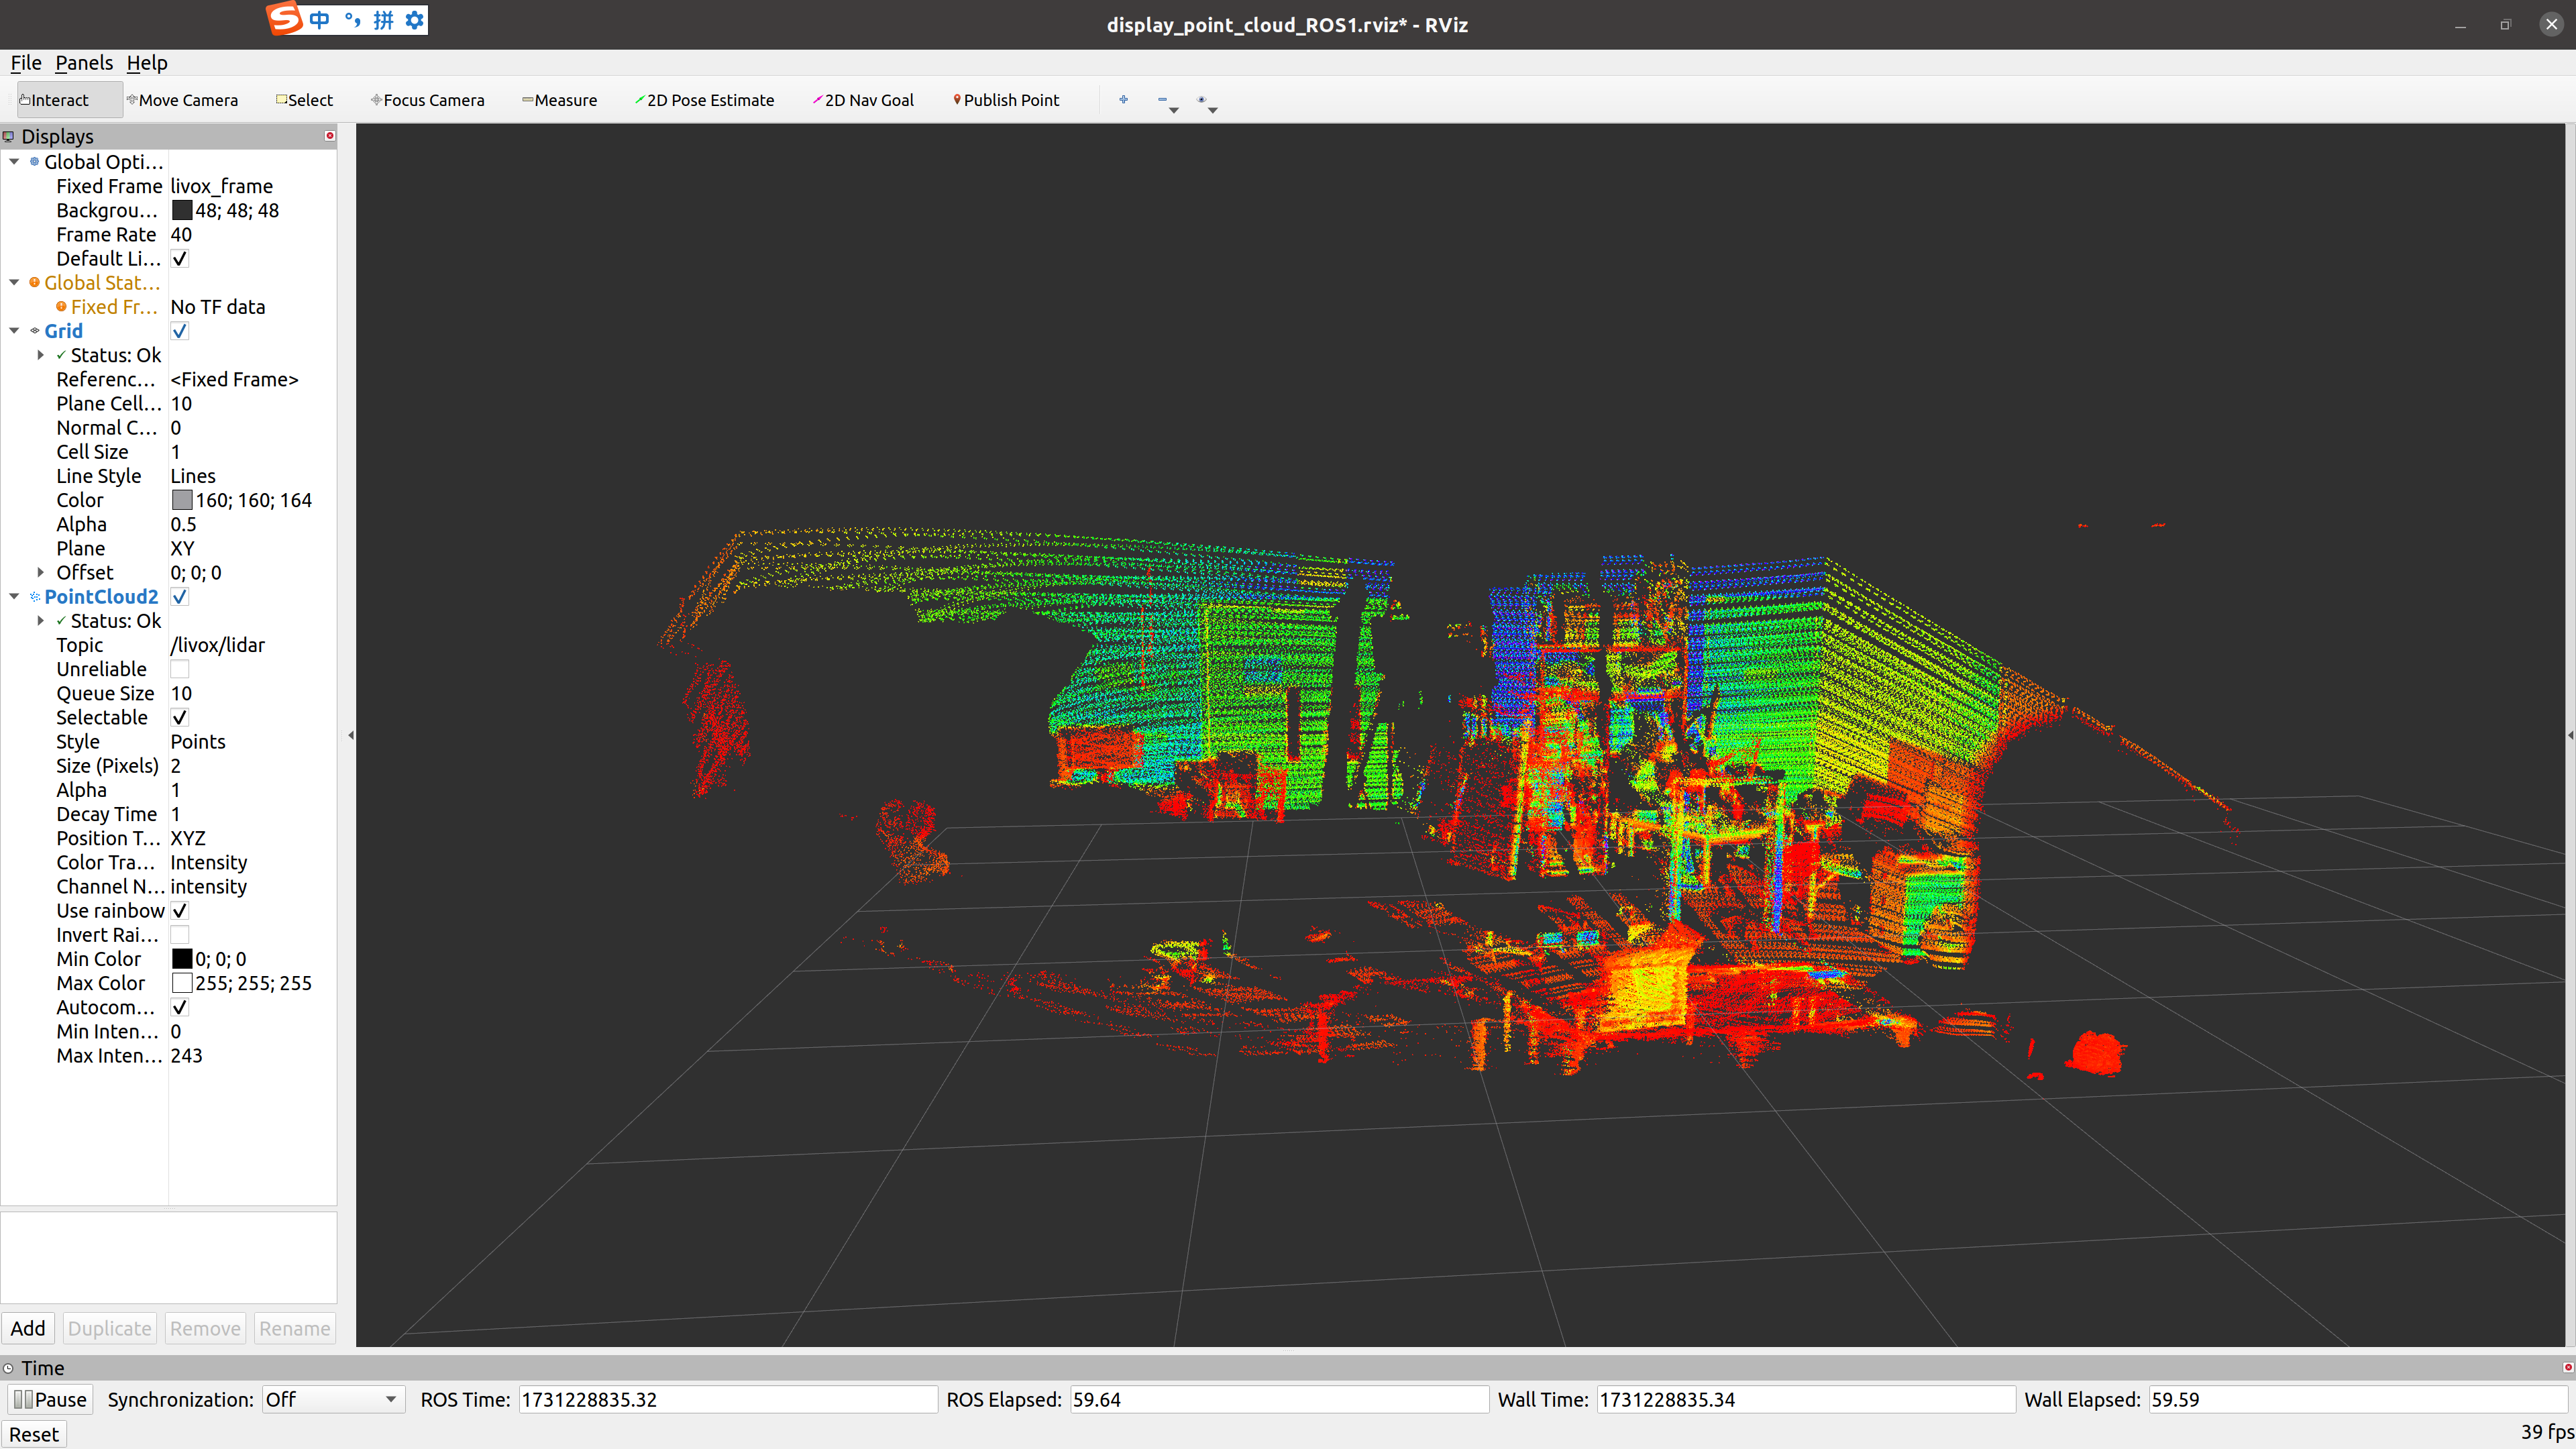 中 °, 拼
display_point_cloud_ROS1.rviz* - RViz
File Panels Help
Interact Move Camera Select Focus Camera Measure 2D Pose Estimate 2D Nav Goal Publish Point
Displays
Global Opti...
Fixed Frame livox_frame
Backgrou... 48; 48; 48
Frame Rate 40
Default Li...
Global Stat...
Fixed Fr... No TF data
Grid
Status: Ok
Referenc... <Fixed Frame>
Plane Cell... 10
Normal C... 0
Cell Size 1
Line Style Lines
Color 160; 160; 164
Alpha 0.5
Plane XY
Offset 0; 0; 0
PointCloud2
Status: Ok
Topic /livox/lidar
Unreliable
Queue Size 10
Selectable
Style Points
Size (Pixels) 2
Alpha 1
Decay Time 1
Position T... XYZ
Color Tra... Intensity
Channel N... intensity
Use rainbow
Invert Rai...
Min Color 0; 0; 0
Max Color 255; 255; 255
Autocom...
Min Inten... 0
Max Inten... 243
Add Duplicate Remove Rename
Time
Pause Synchronization: Off ROS Time: 1731228835.32 ROS Elapsed: 59.64 Wall Time: 1731228835.34 Wall Elapsed: 59.59
Reset 39 fps